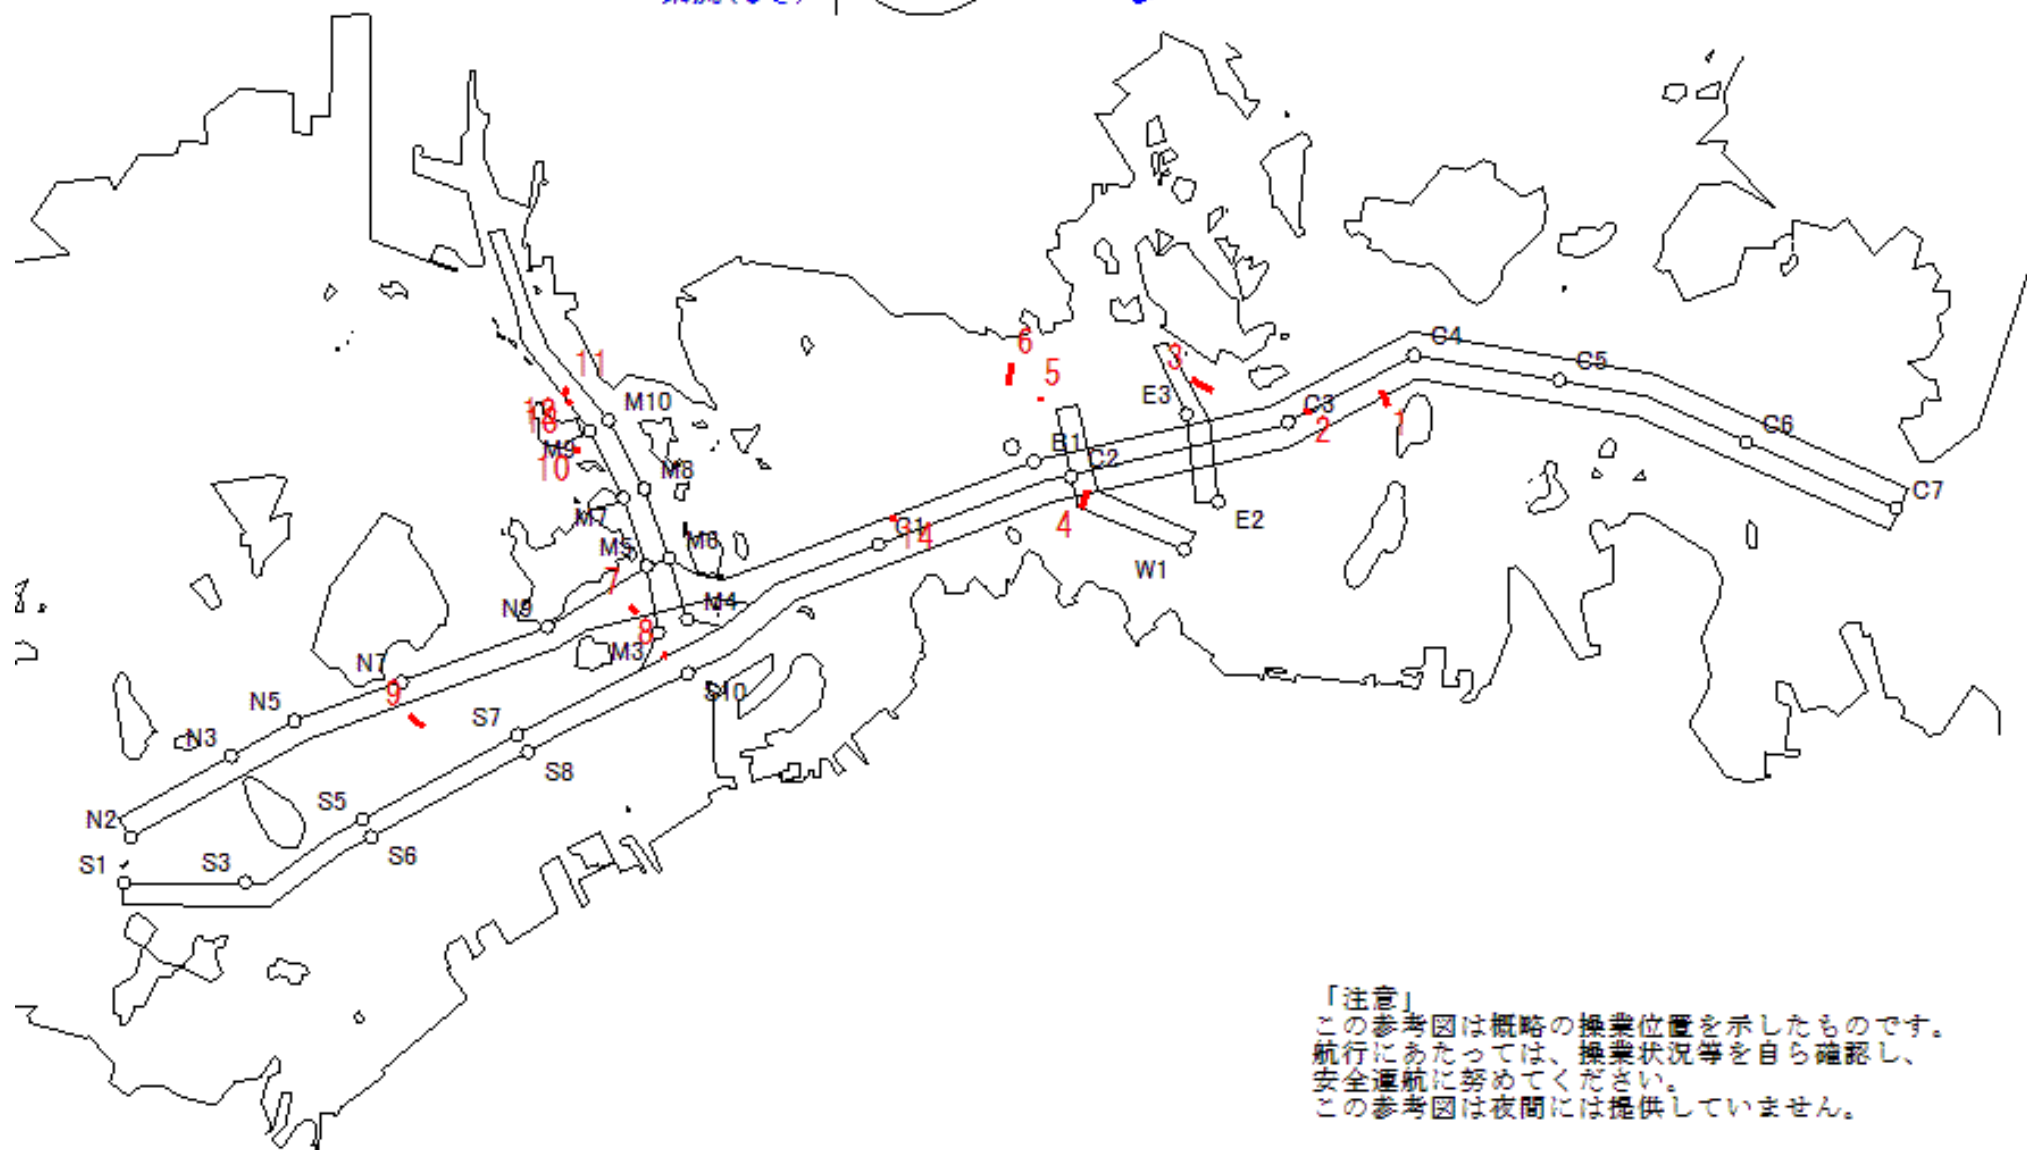 6
11
5
3
C4
C5
M10
E3
C3
1
2
B1
C6
M9
10
M8
C2
C7
M7
C1
14
4
E2
M5
M6
7
W1
N9
M4
8
M3
N7
9
S10
N5
S7
N3
S8
S5
N2
S6
S1
S3
「注意」
この参考図は概略の操業位置を示したものです。
航行にあたっては、操業状況等を自ら確認し、
安全運航に努めてください。
この参考図は夜間には提供していません。